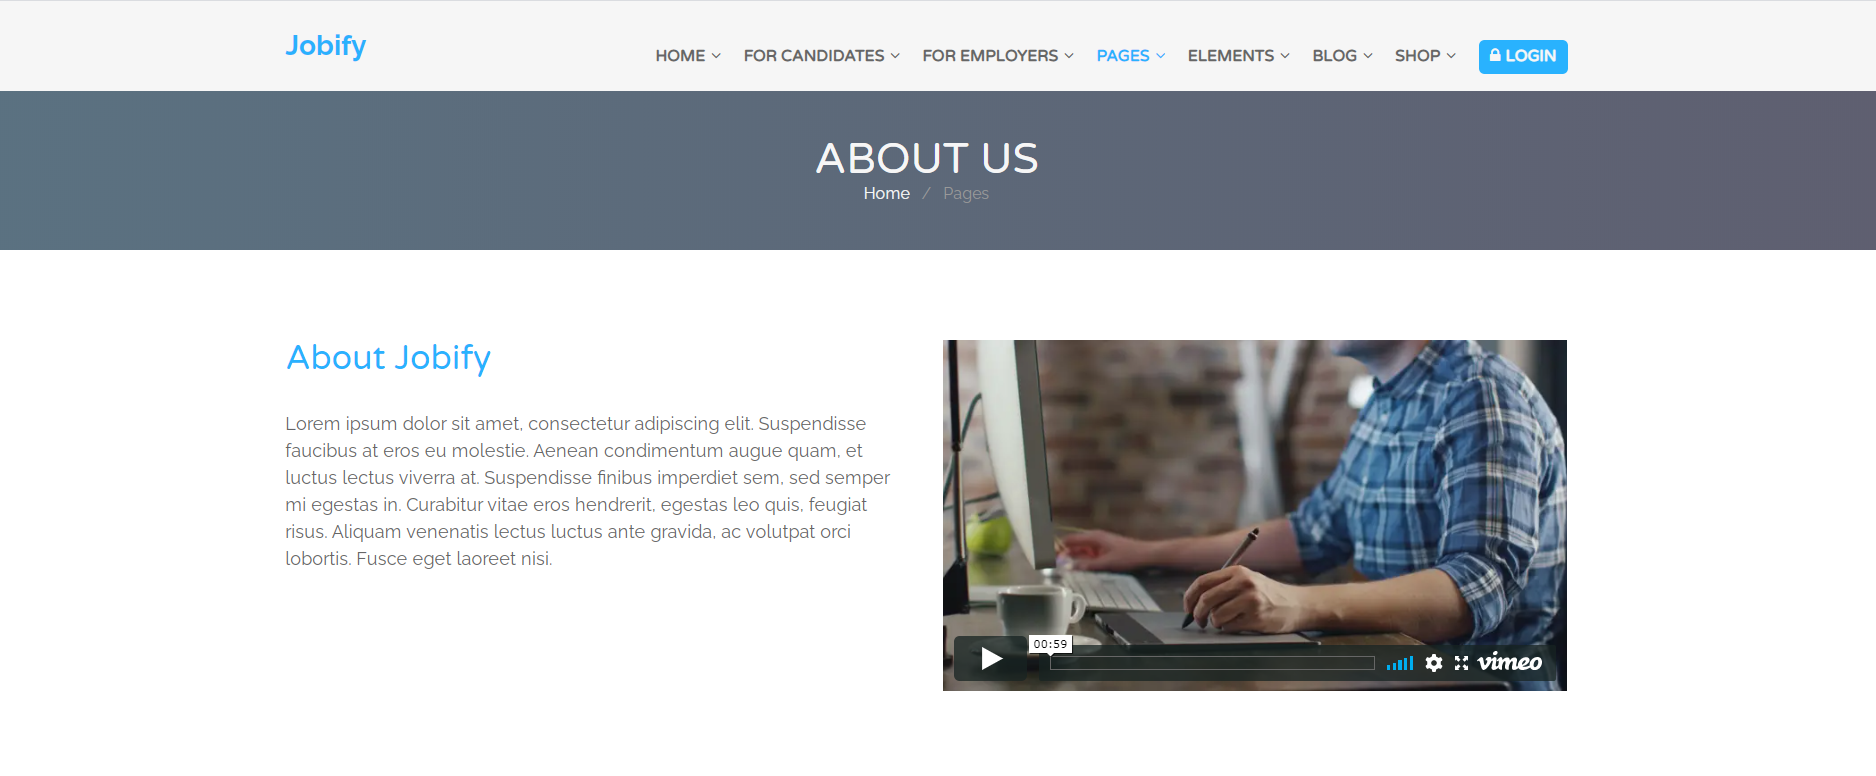 Jobify
HOME FOR CANDIDATES FOR EMPLOYERS PAGES ELEMENTS BLOG SHOP LOGIN
ABOUT US
Home / Pages
About Jobify
Lorem ipsum dolor sit amet, consectetur adipiscing elit. Suspendisse
faucibus at eros eu molestie. Aenean condimentum augue quam, et
luctus lectus viverra at. Suspendisse finibus imperdiet sem, sed semper
mi egestas in. Curabitur vitae eros hendrerit, egestas leo quis, feugiat
risus. Aliquam venenatis lectus luctus ante gravida, ac volutpat orci
lobortis. Fusce eget laoreet nisi.
00:59
vimeo